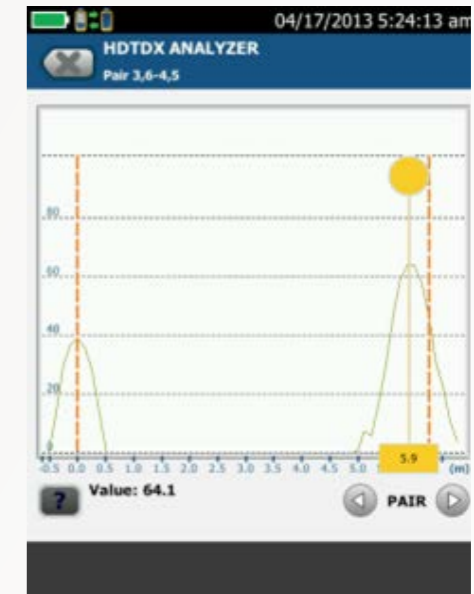 04/17/2013 5:24:13 am
HDTDX ANALYZER
Pair 3,6-4,5
80
60
40
20
0
-0.5 0.0 0.5 1.0 1.5 2.0 2.5 3.0 3.5 4.0 4.5 5.0 5.9 (m)
? Value: 64.1 PAIR